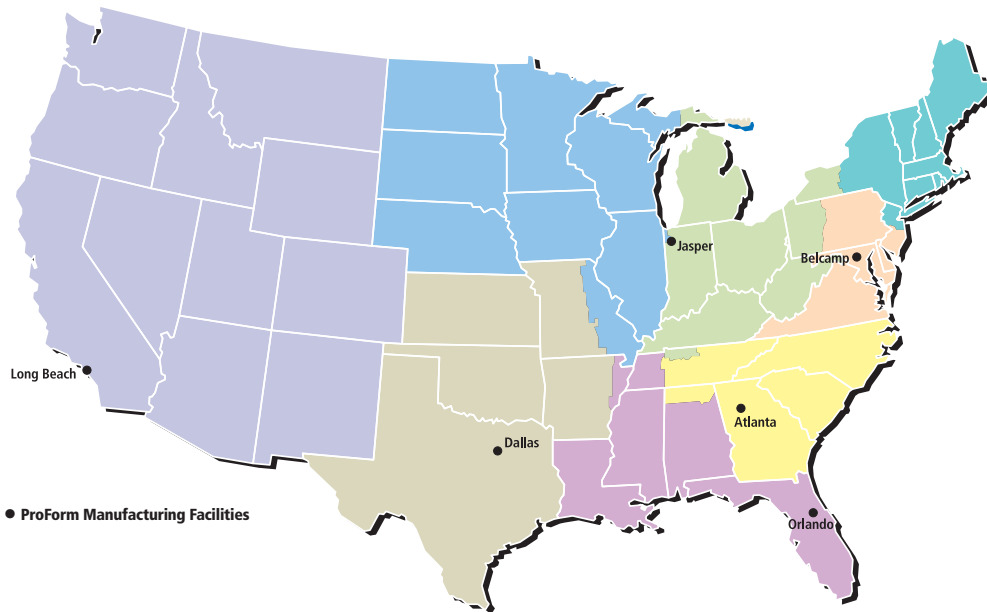 Jasper
Belcamp
Long Beach
Atlanta
Dallas
● ProForm Manufacturing Facilities
Orlando